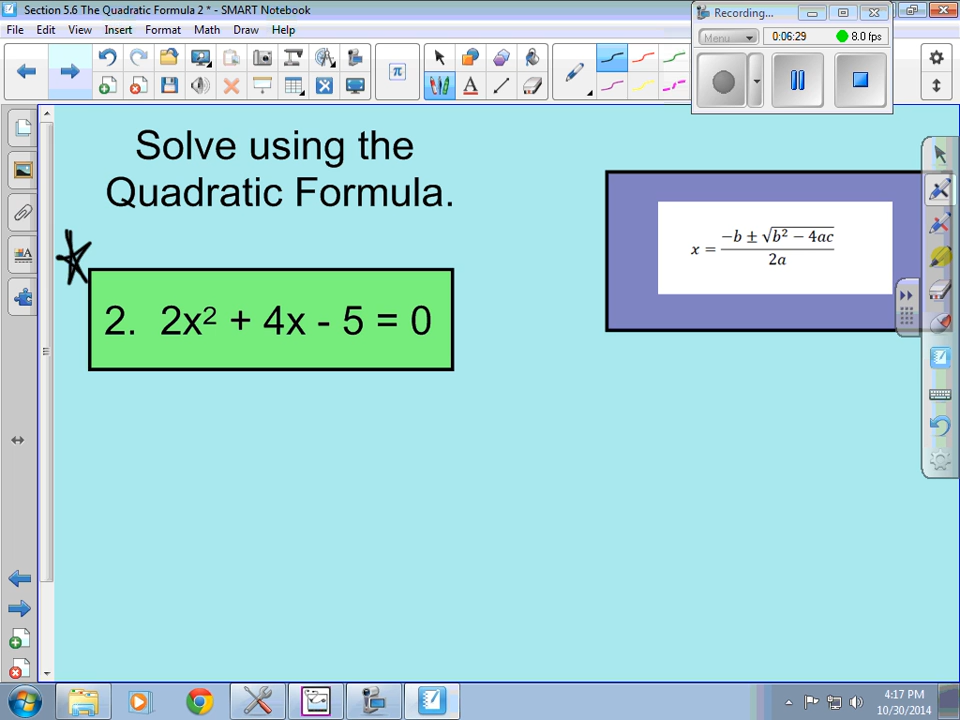 Section 5.6 The Quadratic Formula 2 * - SMART Notebook
Recording...
File Edit View Insert Format Math Draw Help
Menu
0:06:29
8.0 fps
π
A
Solve using the
Quadratic Formula.
x = −b ± √b² − 4ac / 2a
2. 2x² + 4x - 5 = 0
4:17 PM
10/30/2014